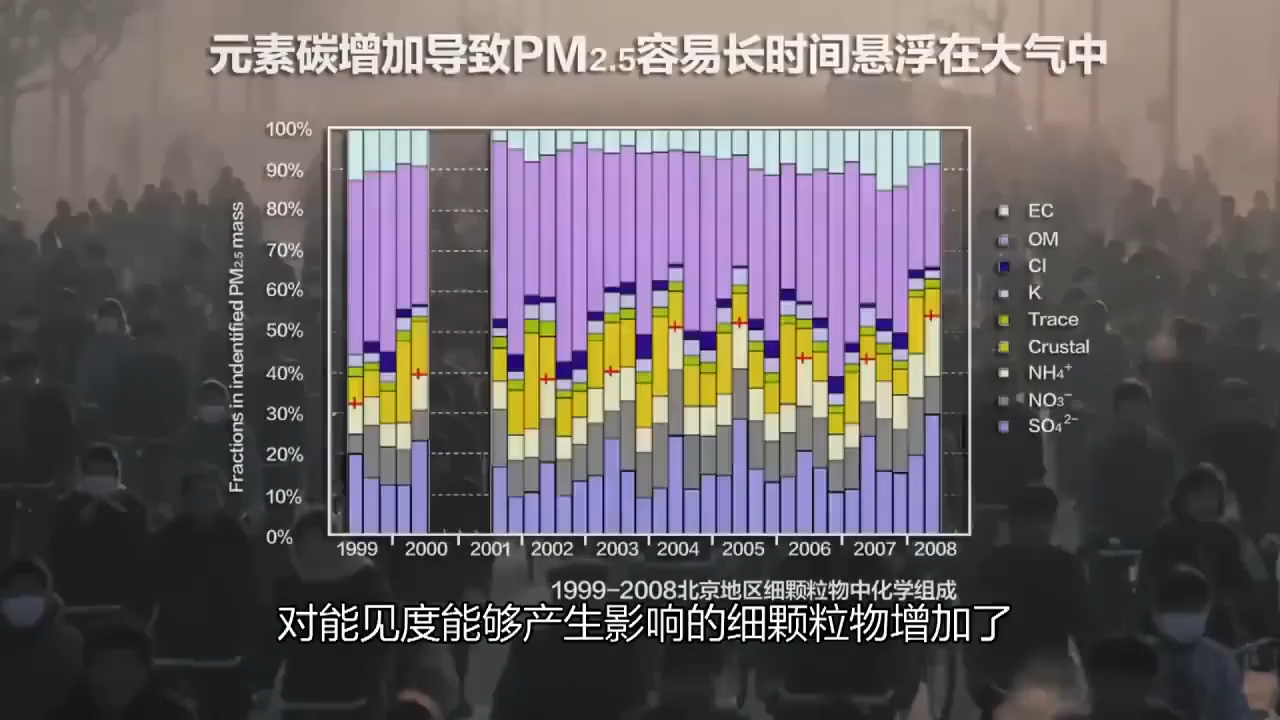 元素碳增加导致PM2.5容易长时间悬浮在大气中
Fractions in indentified PM2.5 mass
100%
90%
80%
70%
60%
50%
40%
30%
20%
10%
0%
1999 2000 2001 2002 2003 2004 2005 2006 2007 2008
EC
OM
Cl
K
Trace
Crustal
NH₄⁺
NO₃⁻
SO₄²⁻
1999-2008北京地区细颗粒物中化学组成
对能见度能够产生影响的细颗粒物增加了